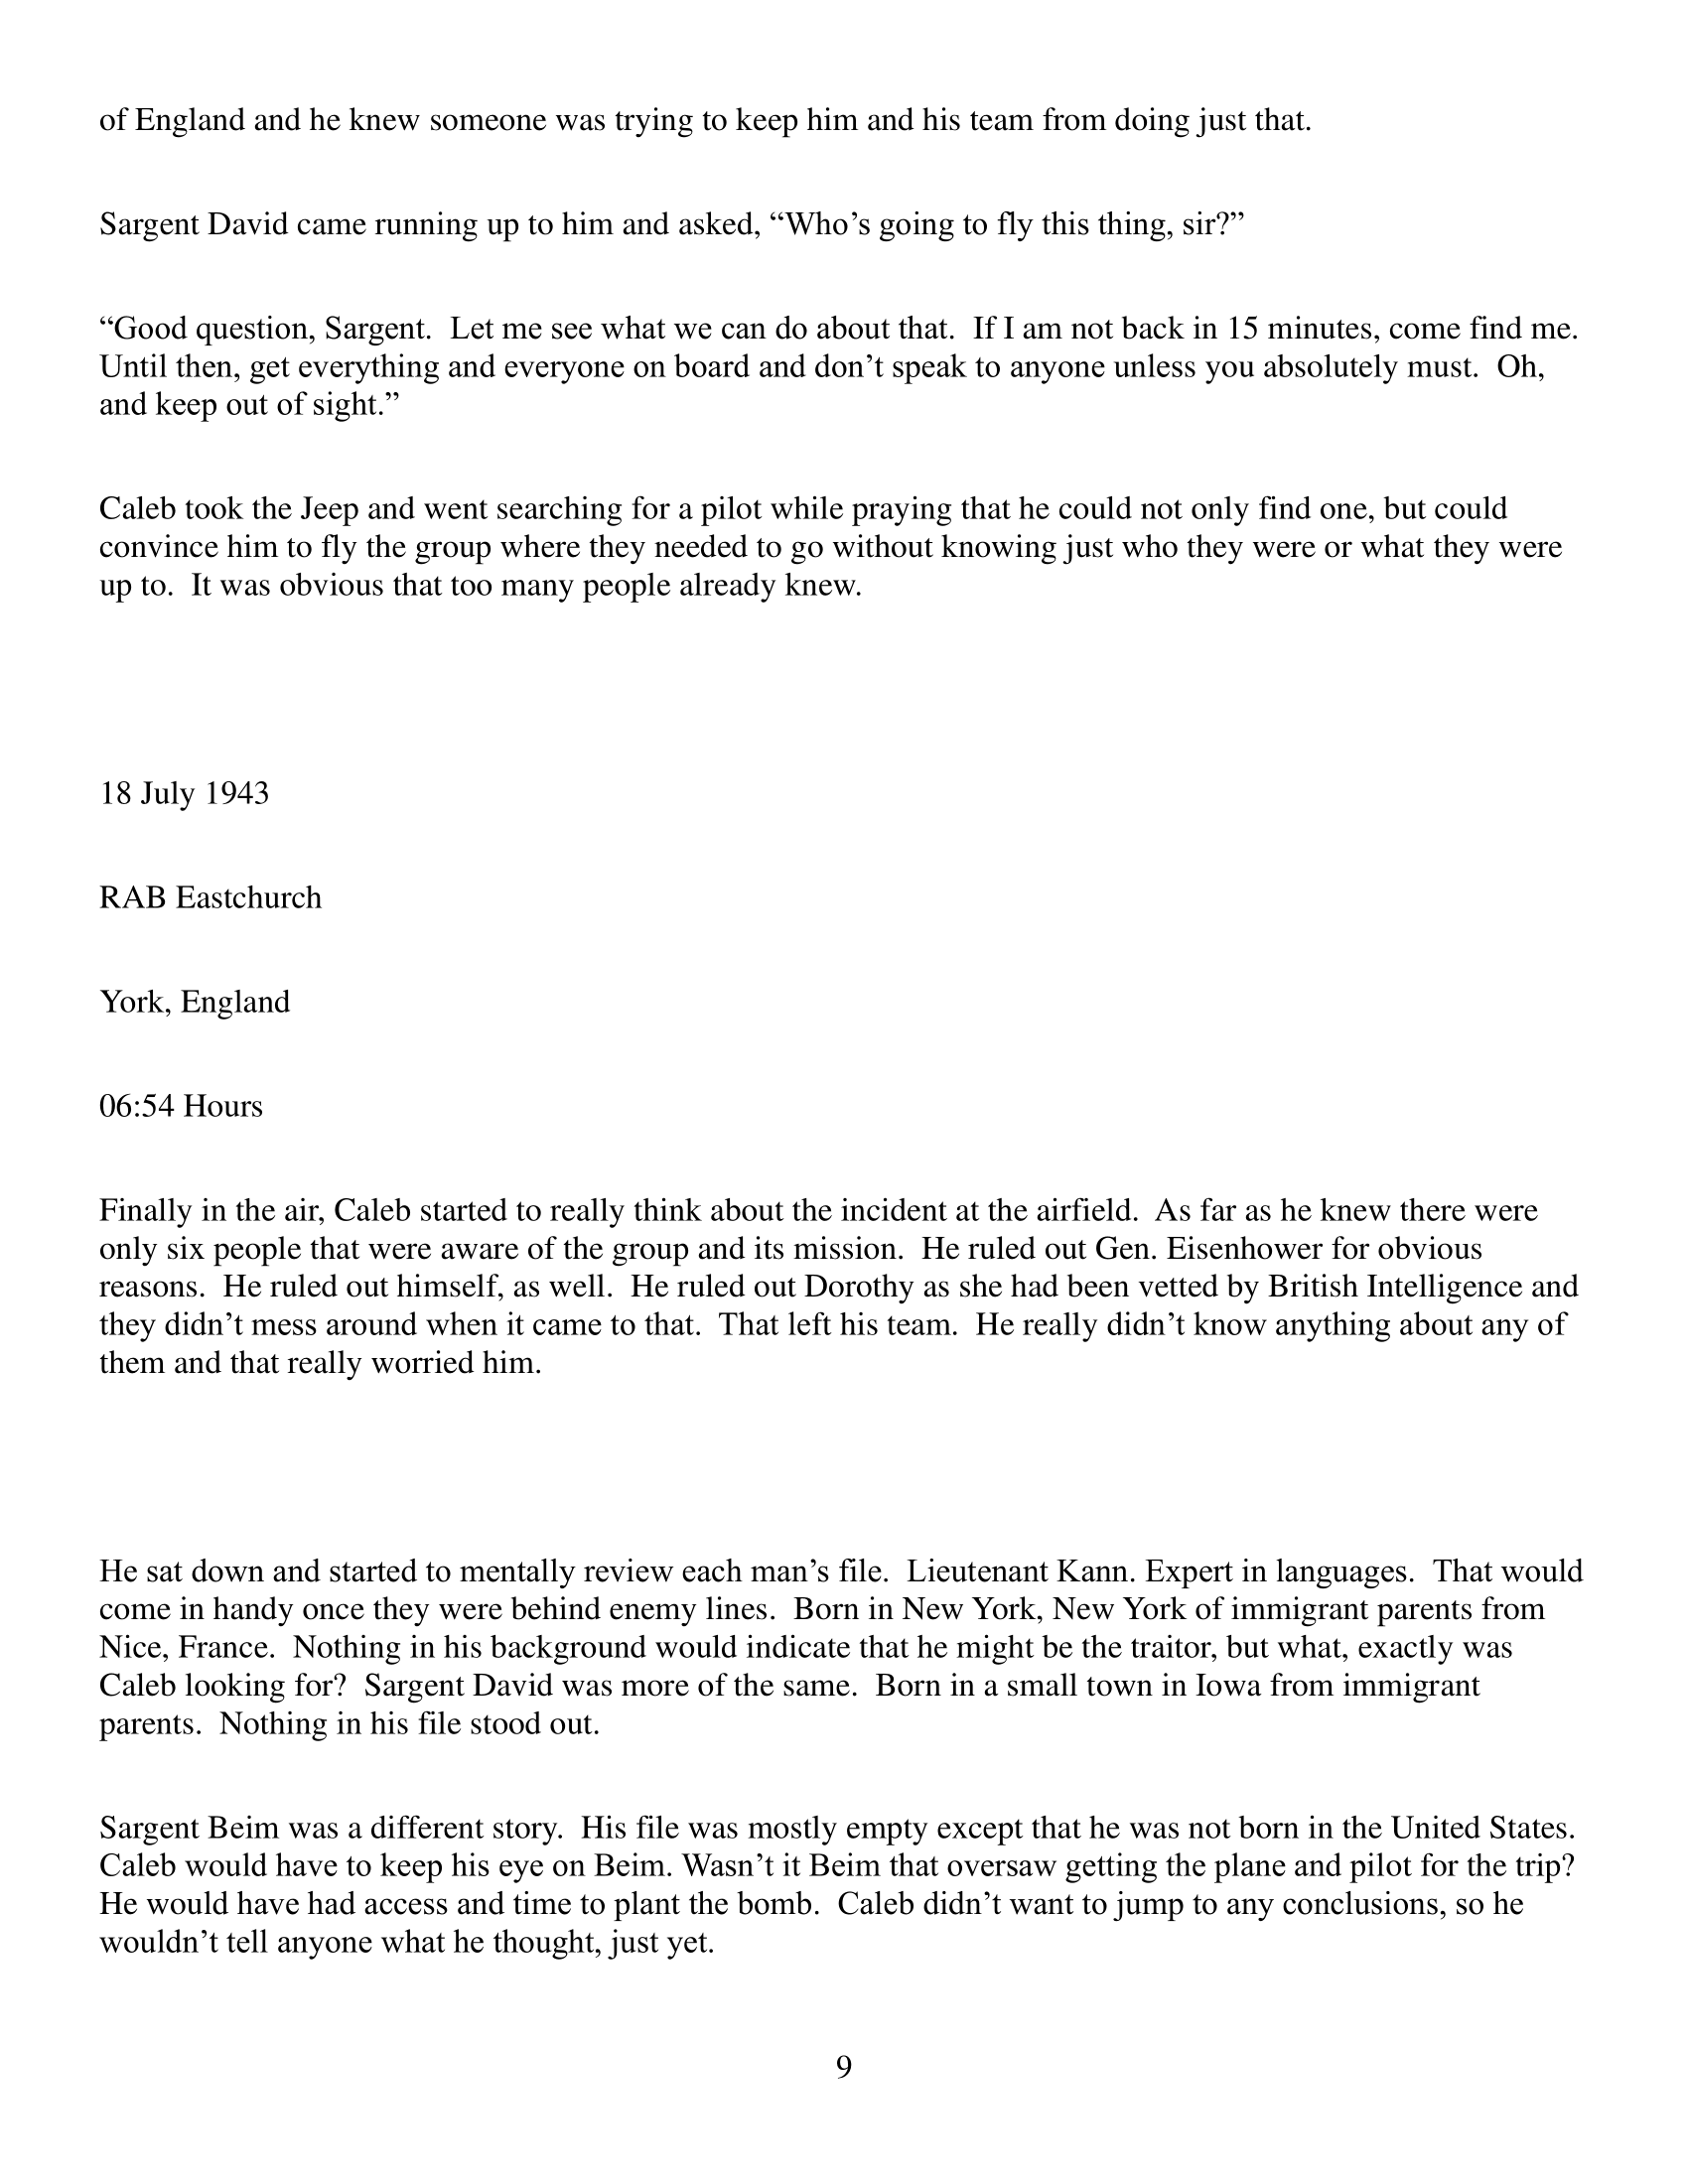 of England and he knew someone was trying to keep him and his team from doing just that.
Sargent David came running up to him and asked, “Who’s going to fly this thing, sir?”
“Good question, Sargent.  Let me see what we can do about that.  If I am not back in 15 minutes, come find me.
Until then, get everything and everyone on board and don’t speak to anyone unless you absolutely must.  Oh,
and keep out of sight.”
Caleb took the Jeep and went searching for a pilot while praying that he could not only find one, but could
convince him to fly the group where they needed to go without knowing just who they were or what they were
up to.  It was obvious that too many people already knew.
18 July 1943
RAB Eastchurch
York, England
06:54 Hours
Finally in the air, Caleb started to really think about the incident at the airfield.  As far as he knew there were
only six people that were aware of the group and its mission.  He ruled out Gen. Eisenhower for obvious
reasons.  He ruled out himself, as well.  He ruled out Dorothy as she had been vetted by British Intelligence and
they didn’t mess around when it came to that.  That left his team.  He really didn’t know anything about any of
them and that really worried him.
He sat down and started to mentally review each man’s file.  Lieutenant Kann. Expert in languages.  That would
come in handy once they were behind enemy lines.  Born in New York, New York of immigrant parents from
Nice, France.  Nothing in his background would indicate that he might be the traitor, but what, exactly was
Caleb looking for?  Sargent David was more of the same.  Born in a small town in Iowa from immigrant
parents.  Nothing in his file stood out.
Sargent Beim was a different story.  His file was mostly empty except that he was not born in the United States.
Caleb would have to keep his eye on Beim. Wasn’t it Beim that oversaw getting the plane and pilot for the trip?
He would have had access and time to plant the bomb.  Caleb didn’t want to jump to any conclusions, so he
wouldn’t tell anyone what he thought, just yet.
9